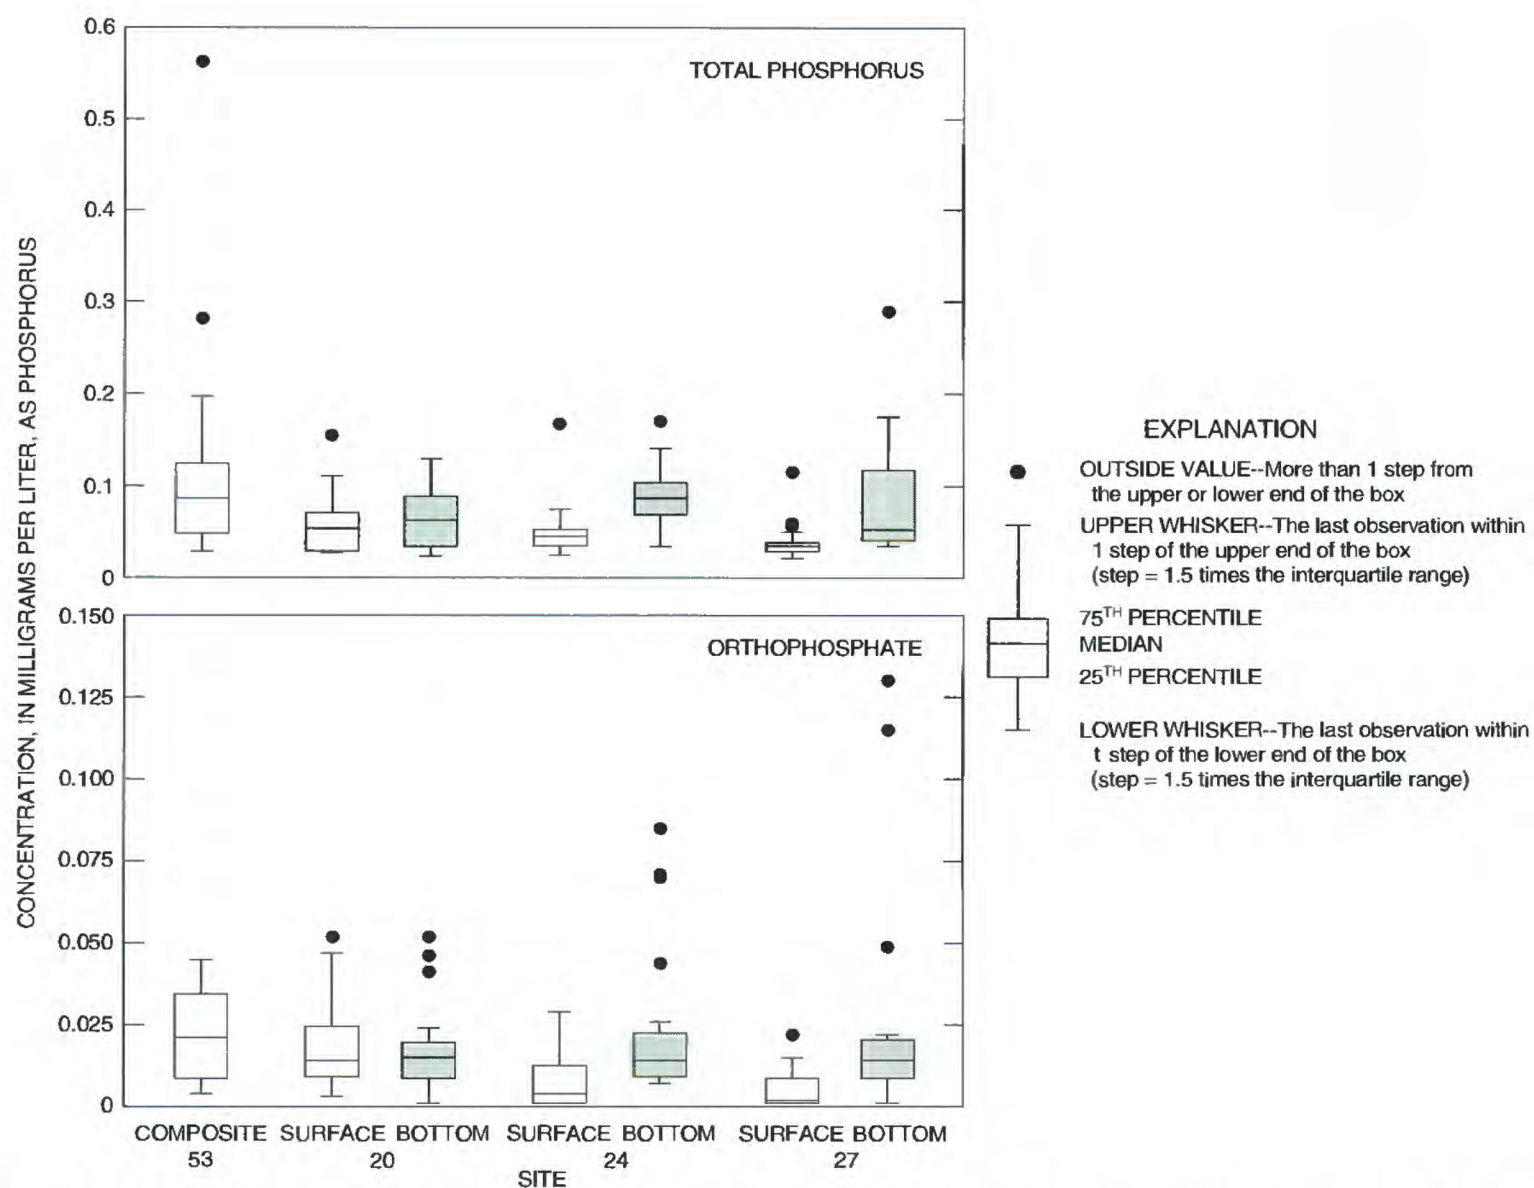 CONCENTRATION, IN MILLIGRAMS PER LITER, AS PHOSPHORUS
0.6
0.5
0.4
0.3
0.2
0.1
0
TOTAL PHOSPHORUS
0.150
0.125
0.100
0.075
0.050
0.025
0
ORTHOPHOSPHATE
COMPOSITE SURFACE BOTTOM SURFACE BOTTOM SURFACE BOTTOM
53 20 24 27
SITE
EXPLANATION
OUTSIDE VALUE--More than 1 step from
the upper or lower end of the box
UPPER WHISKER--The last observation within
1 step of the upper end of the box
(step = 1.5 times the interquartile range)
75TH PERCENTILE
MEDIAN
25TH PERCENTILE
LOWER WHISKER--The last observation within
t step of the lower end of the box
(step = 1.5 times the interquartile range)